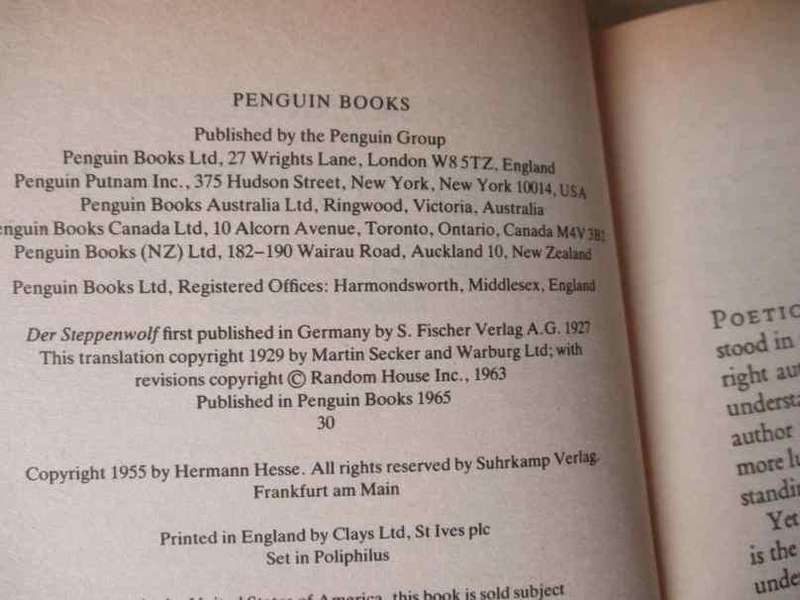 PENGUIN BOOKS
Published by the Penguin Group
Penguin Books Ltd, 27 Wrights Lane, London W8 5TZ, England
Penguin Putnam Inc., 375 Hudson Street, New York, New York 10014, USA
Penguin Books Australia Ltd, Ringwood, Victoria, Australia
enguin Books Canada Ltd, 10 Alcorn Avenue, Toronto, Ontario, Canada M4V 3B2
Penguin Books (NZ) Ltd, 182–190 Wairau Road, Auckland 10, New Zealand
Penguin Books Ltd, Registered Offices: Harmondsworth, Middlesex, England
Der Steppenwolf first published in Germany by S. Fischer Verlag A.G. 1927
This translation copyright 1929 by Martin Secker and Warburg Ltd; with
revisions copyright © Random House Inc., 1963
Published in Penguin Books 1965
30
Copyright 1955 by Hermann Hesse. All rights reserved by Suhrkamp Verlag.
Frankfurt am Main
Printed in England by Clays Ltd, St Ives plc
Set in Poliphilus
America, this book is sold subject
POETIC
stood in
right au
understa
author
more lu
standin
Yet
is the
unde